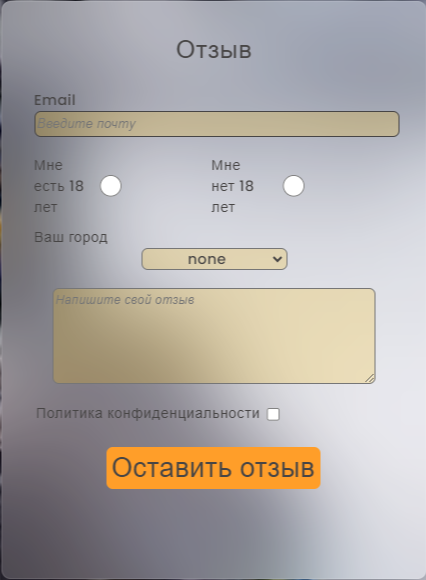 Отзыв
Email
Введите почту
Мне
есть 18
лет
Мне
нет 18
лет
Ваш город
none
Напишите свой отзыв
Политика конфиденциальности
Оставить отзыв